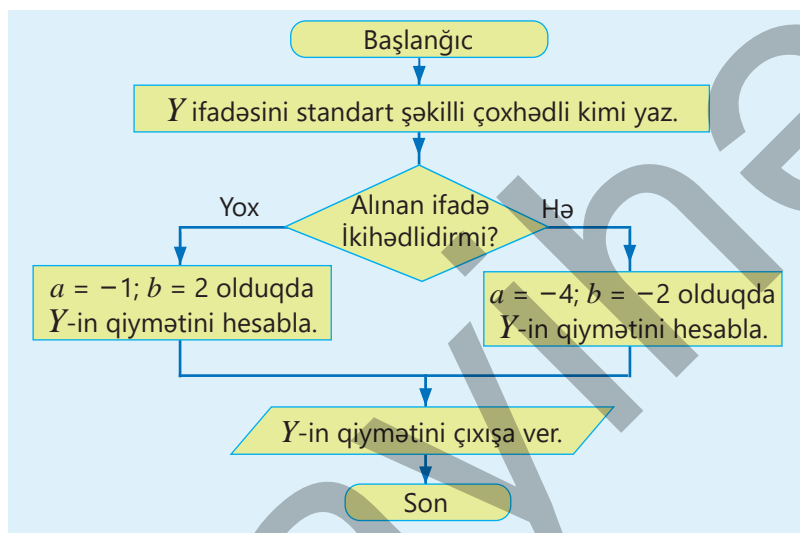 Başlanğıc
Y ifadəsini standart şəkilli çoxhədli kimi yaz.
Alınan ifadə
İkihədlidirmi?
Yox
Hə
a = −1; b = 2 olduqda
Y-in qiymətini hesabla.
a = −4; b = −2 olduqda
Y-in qiymətini hesabla.
Y-in qiymətini çıxışa ver.
Son